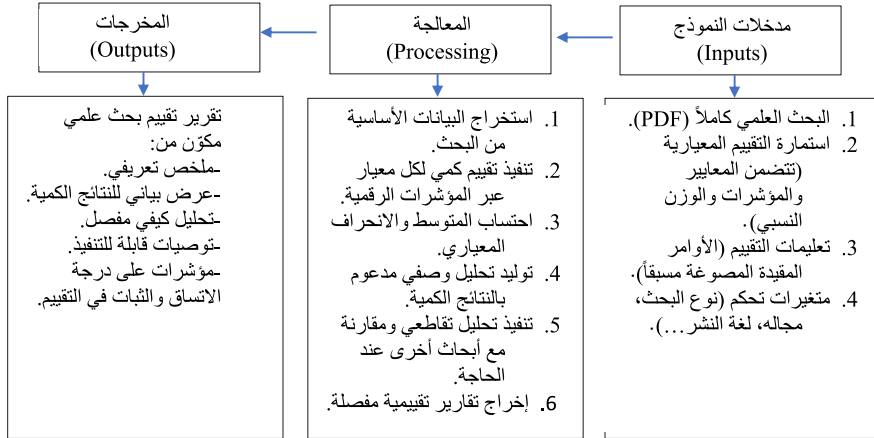 مدخلات النموذج
(Inputs)
المعالجة
(Processing)
المخرجات
(Outputs)
1. البحث العلمي كاملاً (PDF).
2. استمارة التقييم المعيارية
(تتضمن المعايير
والمؤشرات والوزن
النسبي).
3. تعليمات التقييم (الأوامر
المقيدة المصوغة مسبقاً).
4. متغيرات تحكم (نوع البحث،
مجاله، لغة النشر...).
1. استخراج البيانات الأساسية
من البحث.
2. تنفيذ تقييم كمي لكل معيار
عبر المؤشرات الرقمية.
3. احتساب المتوسط والانحراف
المعياري.
4. توليد تحليل وصفي مدعوم
بالنتائج الكمية.
5. تنفيذ تحليل تقاطعي ومقارنة
مع أبحاث أخرى عند
الحاجة.
6. إخراج تقارير تقييمية مفصلة.
تقرير تقييم بحث علمي
مكوّن من:
-ملخص تعريفي.
-عرض بياني للنتائج الكمية.
-تحليل كيفي مفصل.
-توصيات قابلة للتنفيذ.
-مؤشرات على درجة
الاتساق والثبات في التقييم.